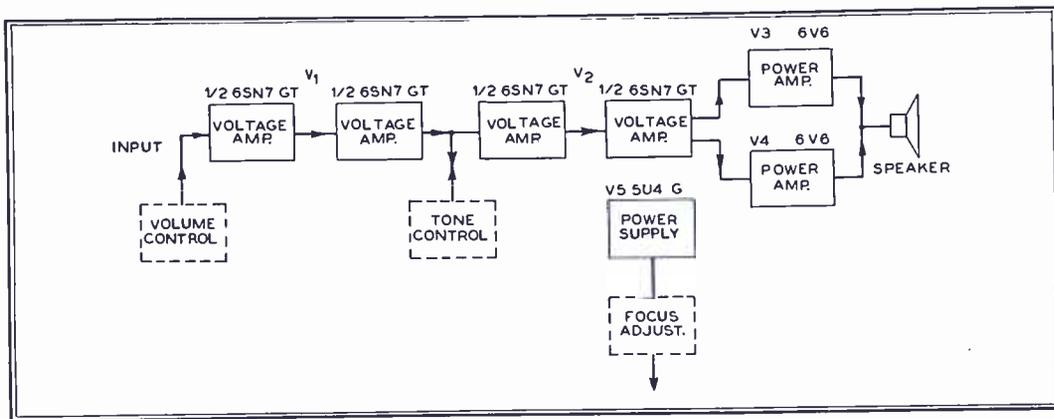 V3 6V6
POWER
AMP.
V1
V2
1/2 6SN7 GT
1/2 6SN7 GT
1/2 6SN7 GT
1/2 6SN7 GT
INPUT
VOLTAGE
AMP.
VOLTAGE
AMP.
VOLTAGE
AMP
VOLTAGE
AMP.
V4 6V6
POWER
AMP.
SPEAKER
VOLUME
CONTROL
TONE
CONTROL
V5 5U4 G
POWER
SUPPLY
FOCUS
ADJUST.